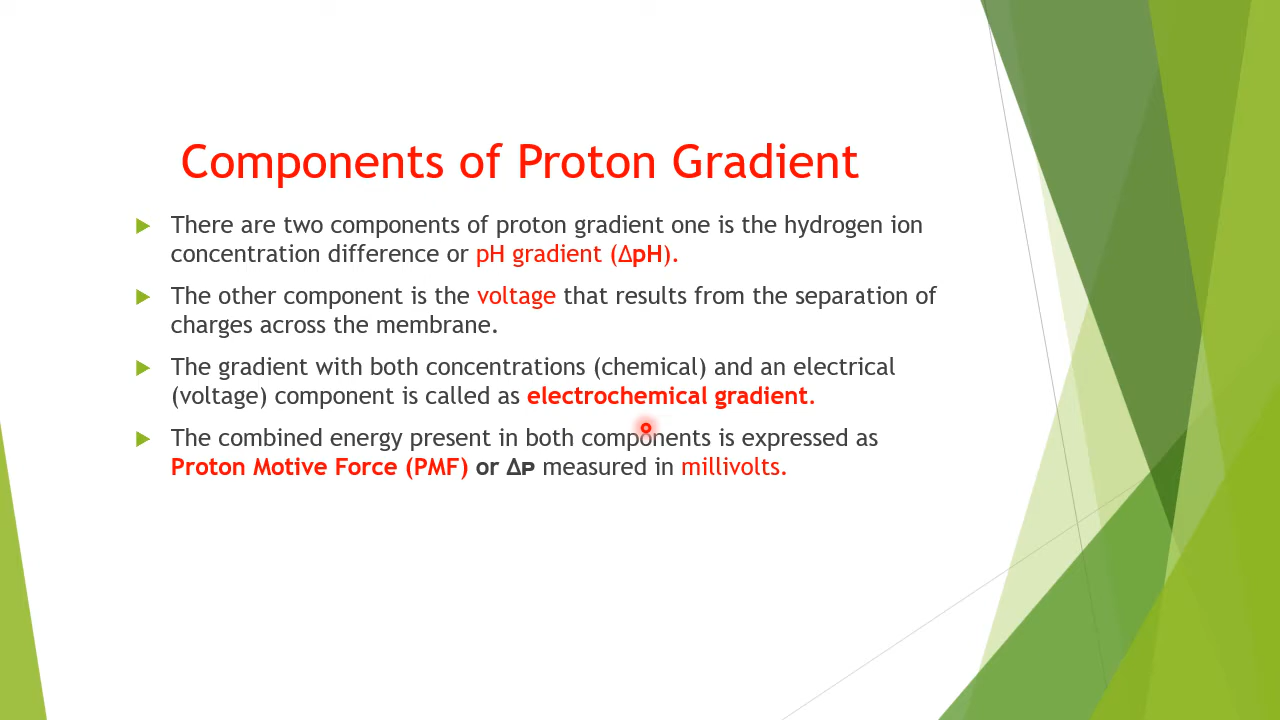 Components of Proton Gradient
There are two components of proton gradient one is the hydrogen ion
concentration difference or pH gradient (ΔpH).
The other component is the voltage that results from the separation of
charges across the membrane.
The gradient with both concentrations (chemical) and an electrical
(voltage) component is called as electrochemical gradient.
The combined energy present in both components is expressed as
Proton Motive Force (PMF) or Δᴘ measured in millivolts.